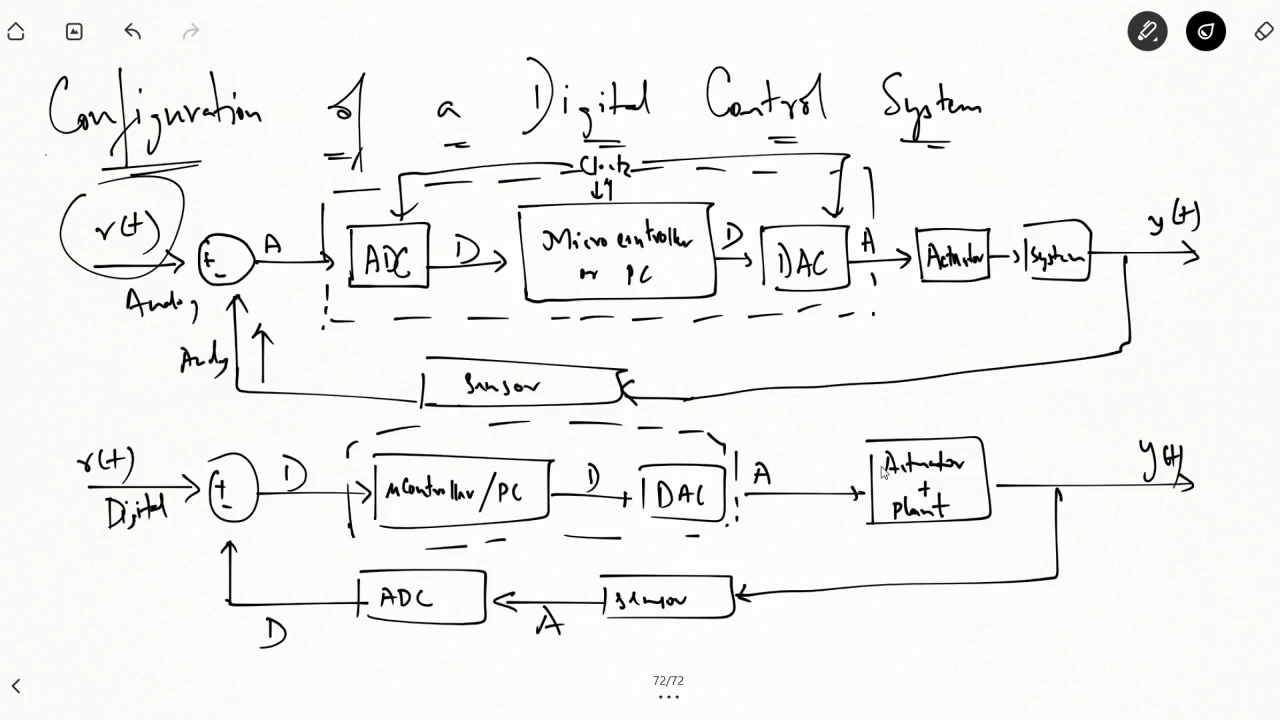 Configuration of a Digital Control System
Clock
r(t)
+
-
A
ADC
D
Micro controller
or PC
D
DAC
A
Actuator
System
y(t)
Analog
Analog
Sensor
r(t)
Digital
+
-
D
μController/PC
D
DAC
A
Actuator
+
plant
y(t)
ADC
Sensor
D
A
72/72